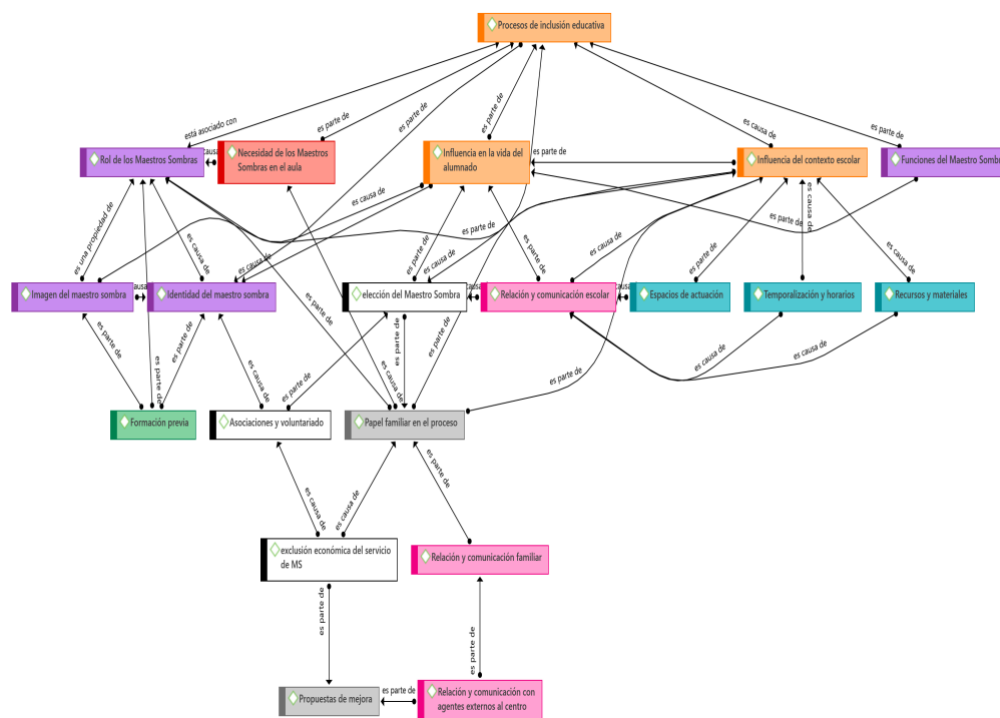 Procesos de inclusión educativa
está asociado con
es parte de
es parte de
es parte de
es causa de
es parte de
Rol de los Maestros Sombras
ausa
Necesidad de los Maestros
Sombras en el aula
Influencia en la vida del
alumnado
es parte de
Influencia del contexto escolar
Funciones del Maestro Sombr
es una propiedad de
es causa de
es causa de
es causa de
es parte de
es parte de
es causa de
es parte de
es causa de
es parte de
es causa de
es parte de
es causa de
Imagen del maestro sombra
ausa
Identidad del maestro sombra
elección del Maestro Sombra
causa
Relación y comunicación escolar
causa
Espacios de actuación
Temporalización y horarios
Recursos y materiales
es parte de
es parte de
es parte de
es causa de
es parte de
es causa de
es parte de
es parte de
es parte de
es causa de
es causa de
Formación previa
Asociaciones y voluntariado
Papel familiar en el proceso
es causa de
es causa de
es parte de
exclusión económica del servicio
de MS
Relación y comunicación familiar
es parte de
es parte de
Propuestas de mejora
es parte de
Relación y comunicación con
agentes externos al centro